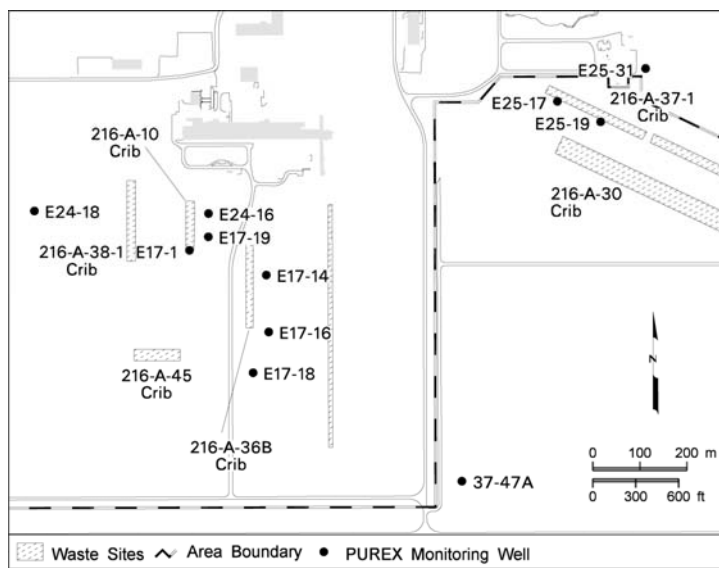 E25-31
E25-17
216-A-37-1
Crib
E25-19
216-A-10
Crib
216-A-30
Crib
E24-18
E24-16
E17-19
216-A-38-1
Crib
E17-1
E17-14
E17-16
216-A-45
Crib
E17-18
216-A-36B
Crib
N
0 100 200 m
0 300 600 ft
37-47A
Waste Sites
Area Boundary
PUREX Monitoring Well